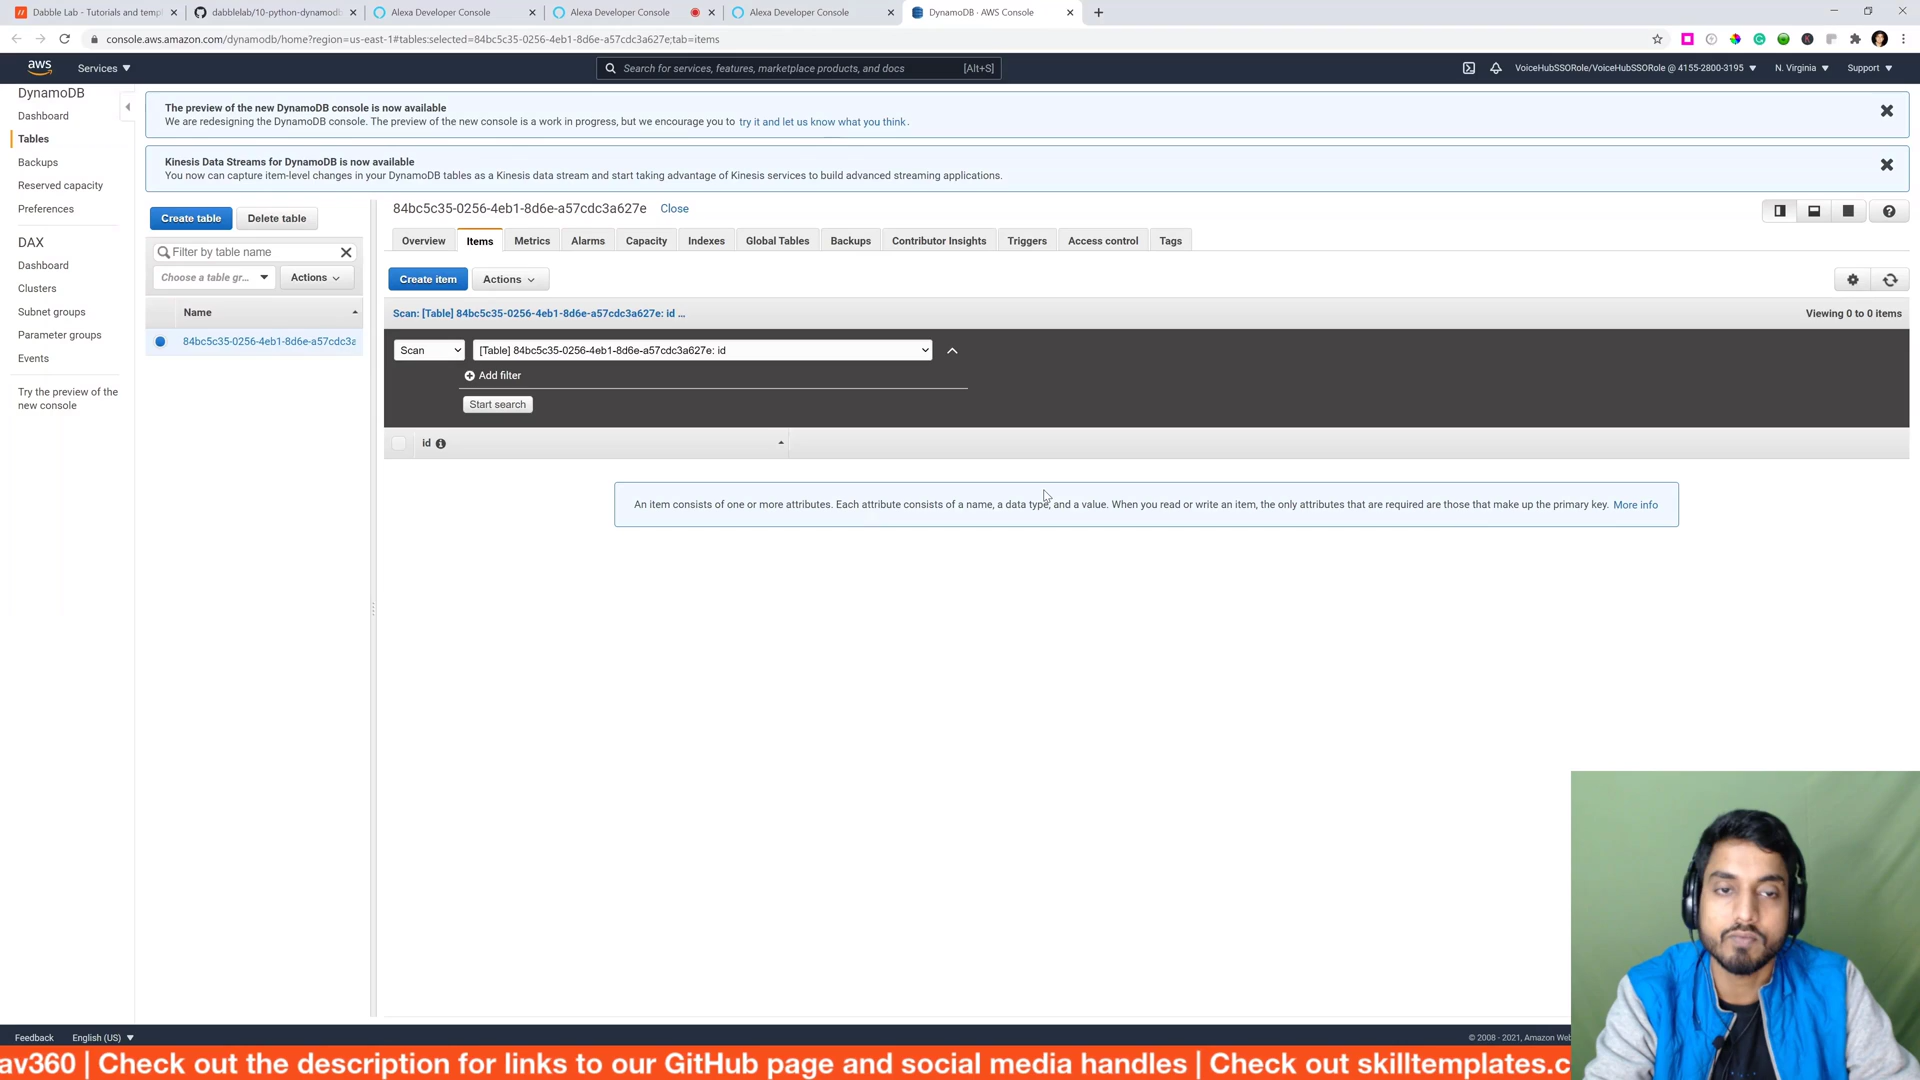 Dabble Lab - Tutorials and templ
dabblelab/10-python-dynamodb
Alexa Developer Console
Alexa Developer Console
Alexa Developer Console
DynamoDB · AWS Console
console.aws.amazon.com/dynamodb/home?region=us-east-1#tables:selected=84bc5c35-0256-4eb1-8d6e-a57cdc3a627e;tab=items
aws
Services
Search for services, features, marketplace products, and docs
[Alt+S]
VoiceHubSSORole/VoiceHubSSORole @ 4155-2800-3195
N. Virginia
Support
DynamoDB
Dashboard
Tables
Backups
Reserved capacity
Preferences
DAX
Dashboard
Clusters
Subnet groups
Parameter groups
Events
Try the preview of the
new console
The preview of the new DynamoDB console is now available
We are redesigning the DynamoDB console. The preview of the new console is a work in progress, but we encourage you to try it and let us know what you think.
Kinesis Data Streams for DynamoDB is now available
You now can capture item-level changes in your DynamoDB tables as a Kinesis data stream and start taking advantage of Kinesis services to build advanced streaming applications.
Create table
Delete table
Filter by table name
Choose a table gr...
Actions
Name
84bc5c35-0256-4eb1-8d6e-a57cdc3a
84bc5c35-0256-4eb1-8d6e-a57cdc3a627e
Close
Overview
Items
Metrics
Alarms
Capacity
Indexes
Global Tables
Backups
Contributor Insights
Triggers
Access control
Tags
Create item
Actions
Scan: [Table] 84bc5c35-0256-4eb1-8d6e-a57cdc3a627e: id ...
Viewing 0 to 0 items
Scan
[Table] 84bc5c35-0256-4eb1-8d6e-a57cdc3a627e: id
Add filter
Start search
id
An item consists of one or more attributes. Each attribute consists of a name, a data type, and a value. When you read or write an item, the only attributes that are required are those that make up the primary key. More info
Feedback
English (US)
© 2008 - 2021, Amazon Web
av360 | Check out the description for links to our GitHub page and social media handles | Check out skilltemplates.c